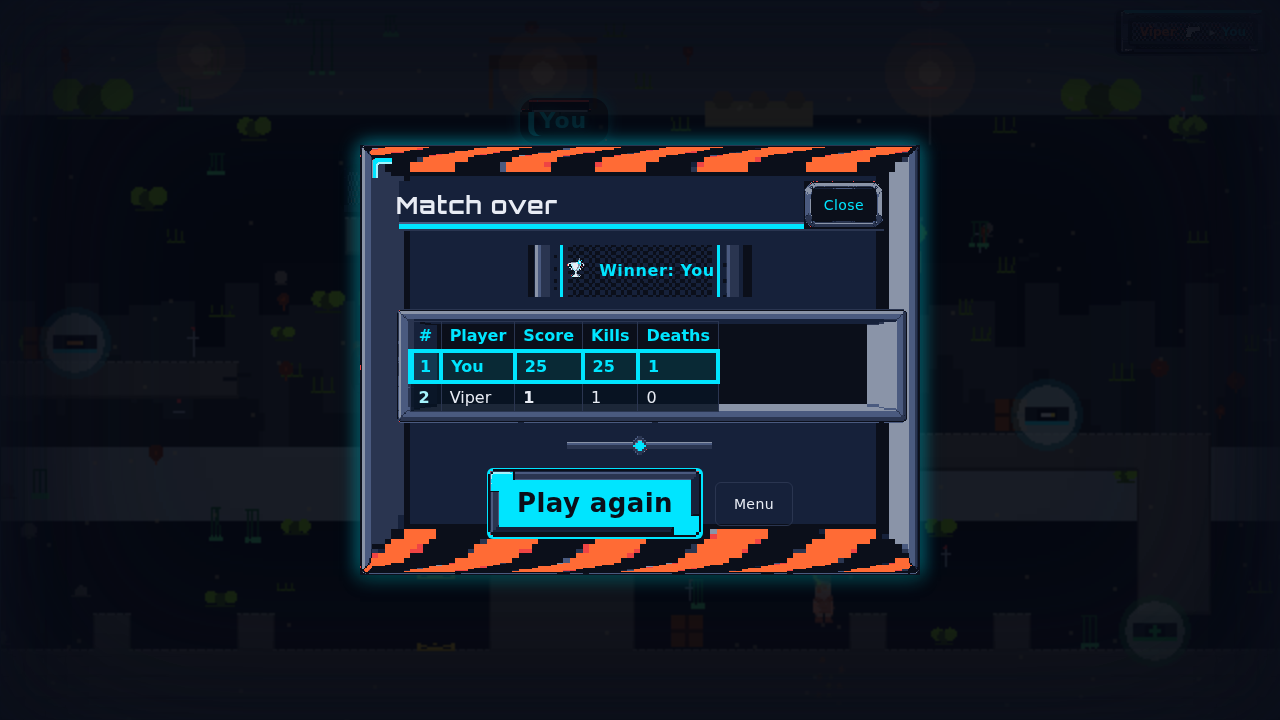 Viper You
You
Match over
Close
Winner: You
# Player Score Kills Deaths
1 You 25 25 1
2 Viper 1 1 0
Play again
Menu